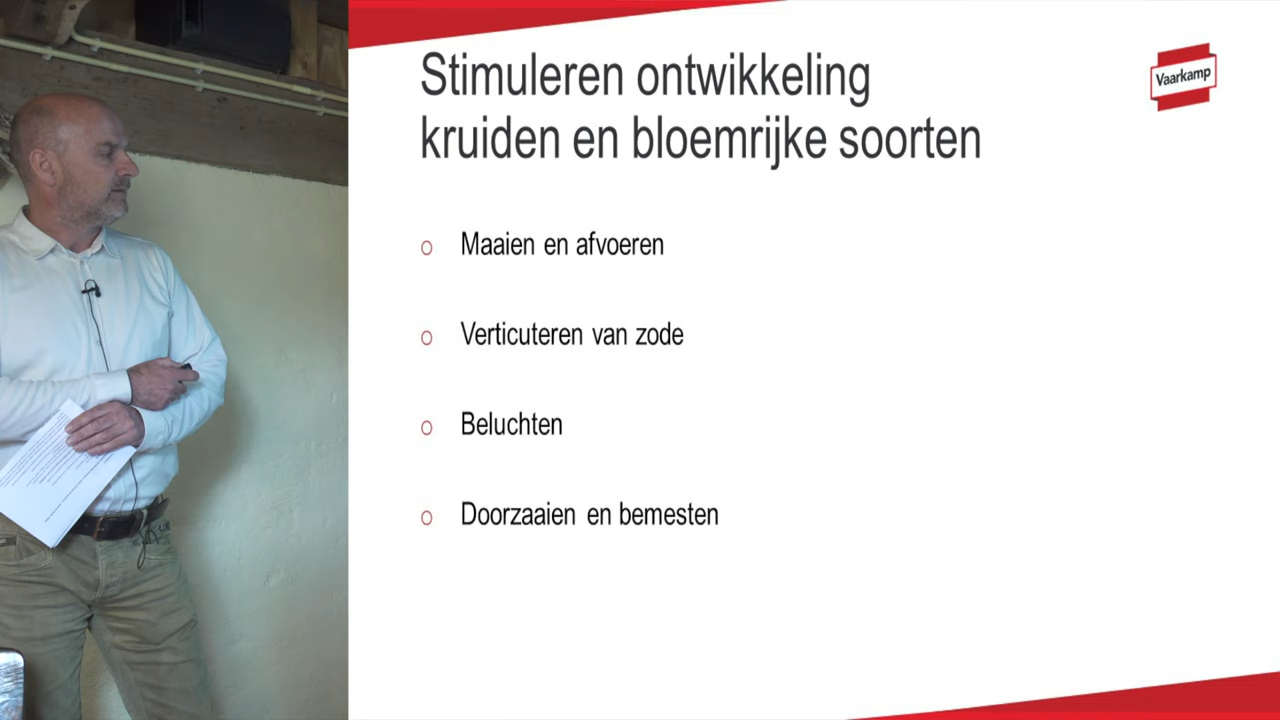 Stimuleren ontwikkeling
kruiden en bloemrijke soorten
Vaarkamp
Maaien en afvoeren
Verticuteren van zode
Beluchten
Doorzaaien en bemesten